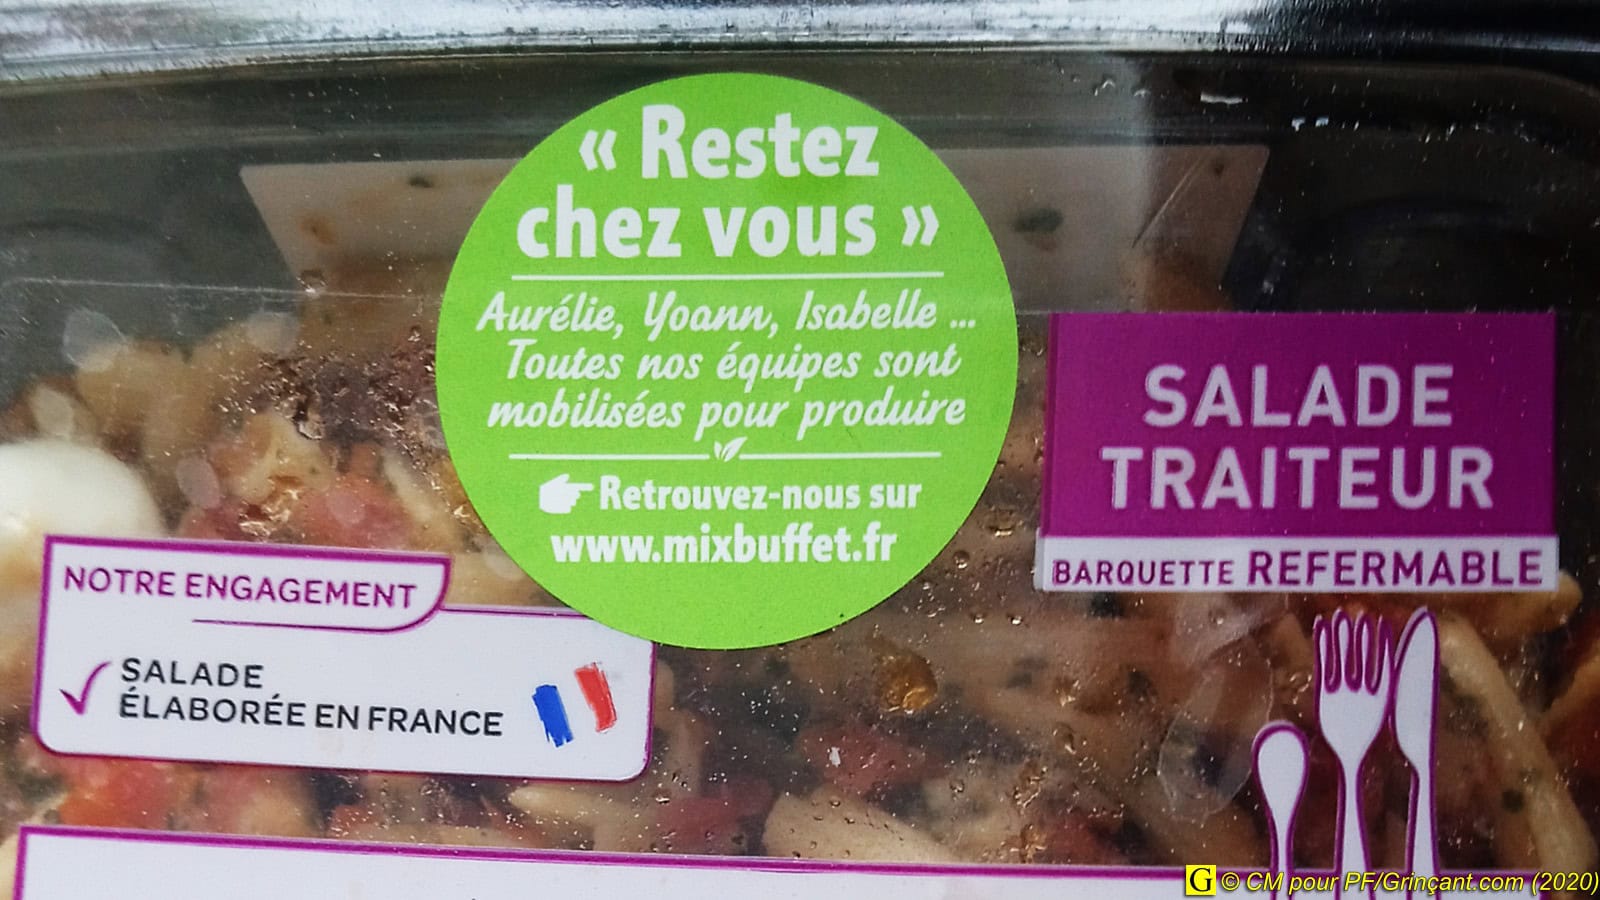 « Restez
chez vous »
Aurélie, Yoann, Isabelle ...
Toutes nos équipes sont
mobilisées pour produire
Retrouvez-nous sur
www.mixbuffet.fr
SALADE
TRAITEUR
BARQUETTE REFERMABLE
NOTRE ENGAGEMENT
SALADE
ÉLABORÉE EN FRANCE
G © CM pour PF/Grinçant.com (2020)